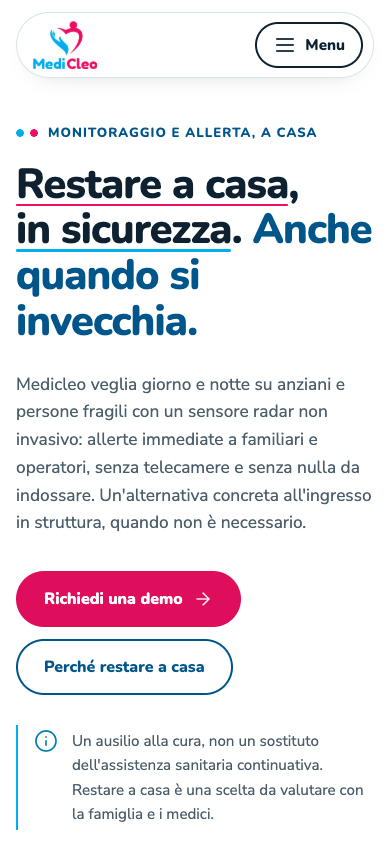 MediCleo
Menu
MONITORAGGIO E ALLERTA, A CASA
Restare a casa,
in sicurezza. Anche
quando si
invecchia.
Medicleo veglia giorno e notte su anziani e
persone fragili con un sensore radar non
invasivo: allerte immediate a familiari e
operatori, senza telecamere e senza nulla da
indossare. Un'alternativa concreta all'ingresso
in struttura, quando non è necessario.
Richiedi una demo
Perché restare a casa
Un ausilio alla cura, non un sostituto
dell'assistenza sanitaria continuativa.
Restare a casa è una scelta da valutare con
la famiglia e i medici.